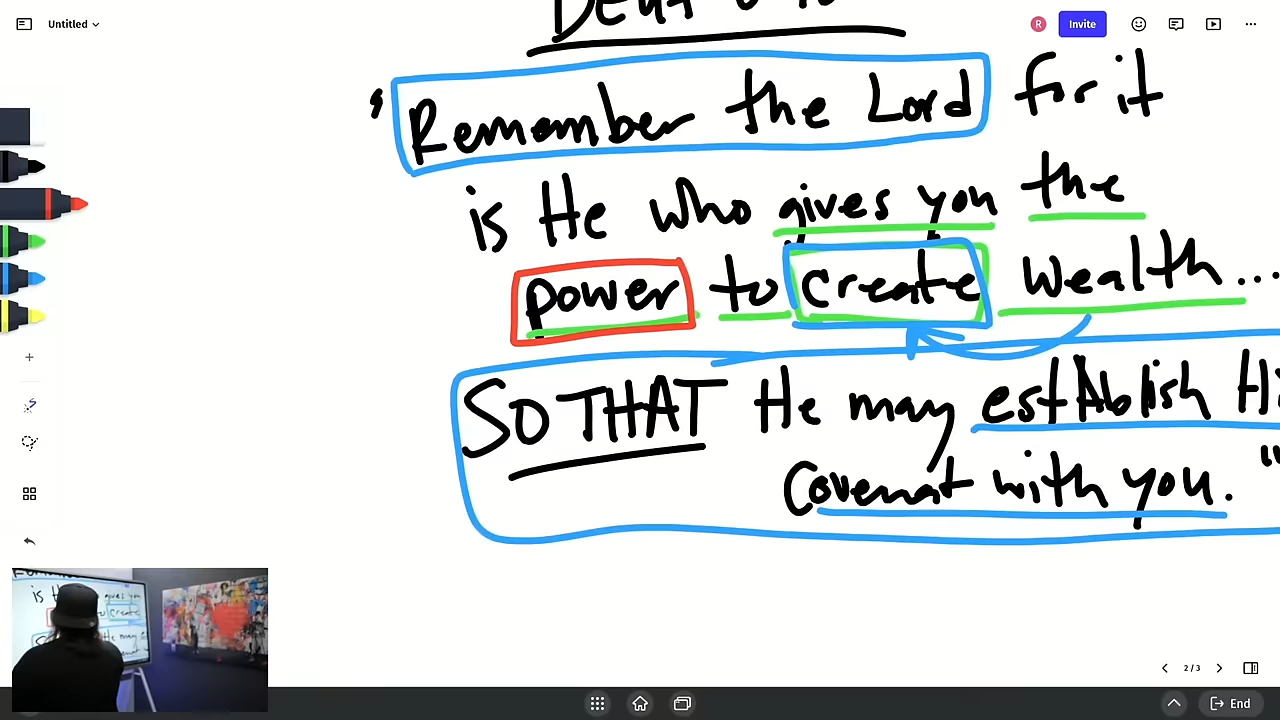 Untitled
R
Invite
"Remember the Lord for it
is He who gives you the
power to create wealth...
SO THAT He may establish Hi
Covenant with you."
2/3
End